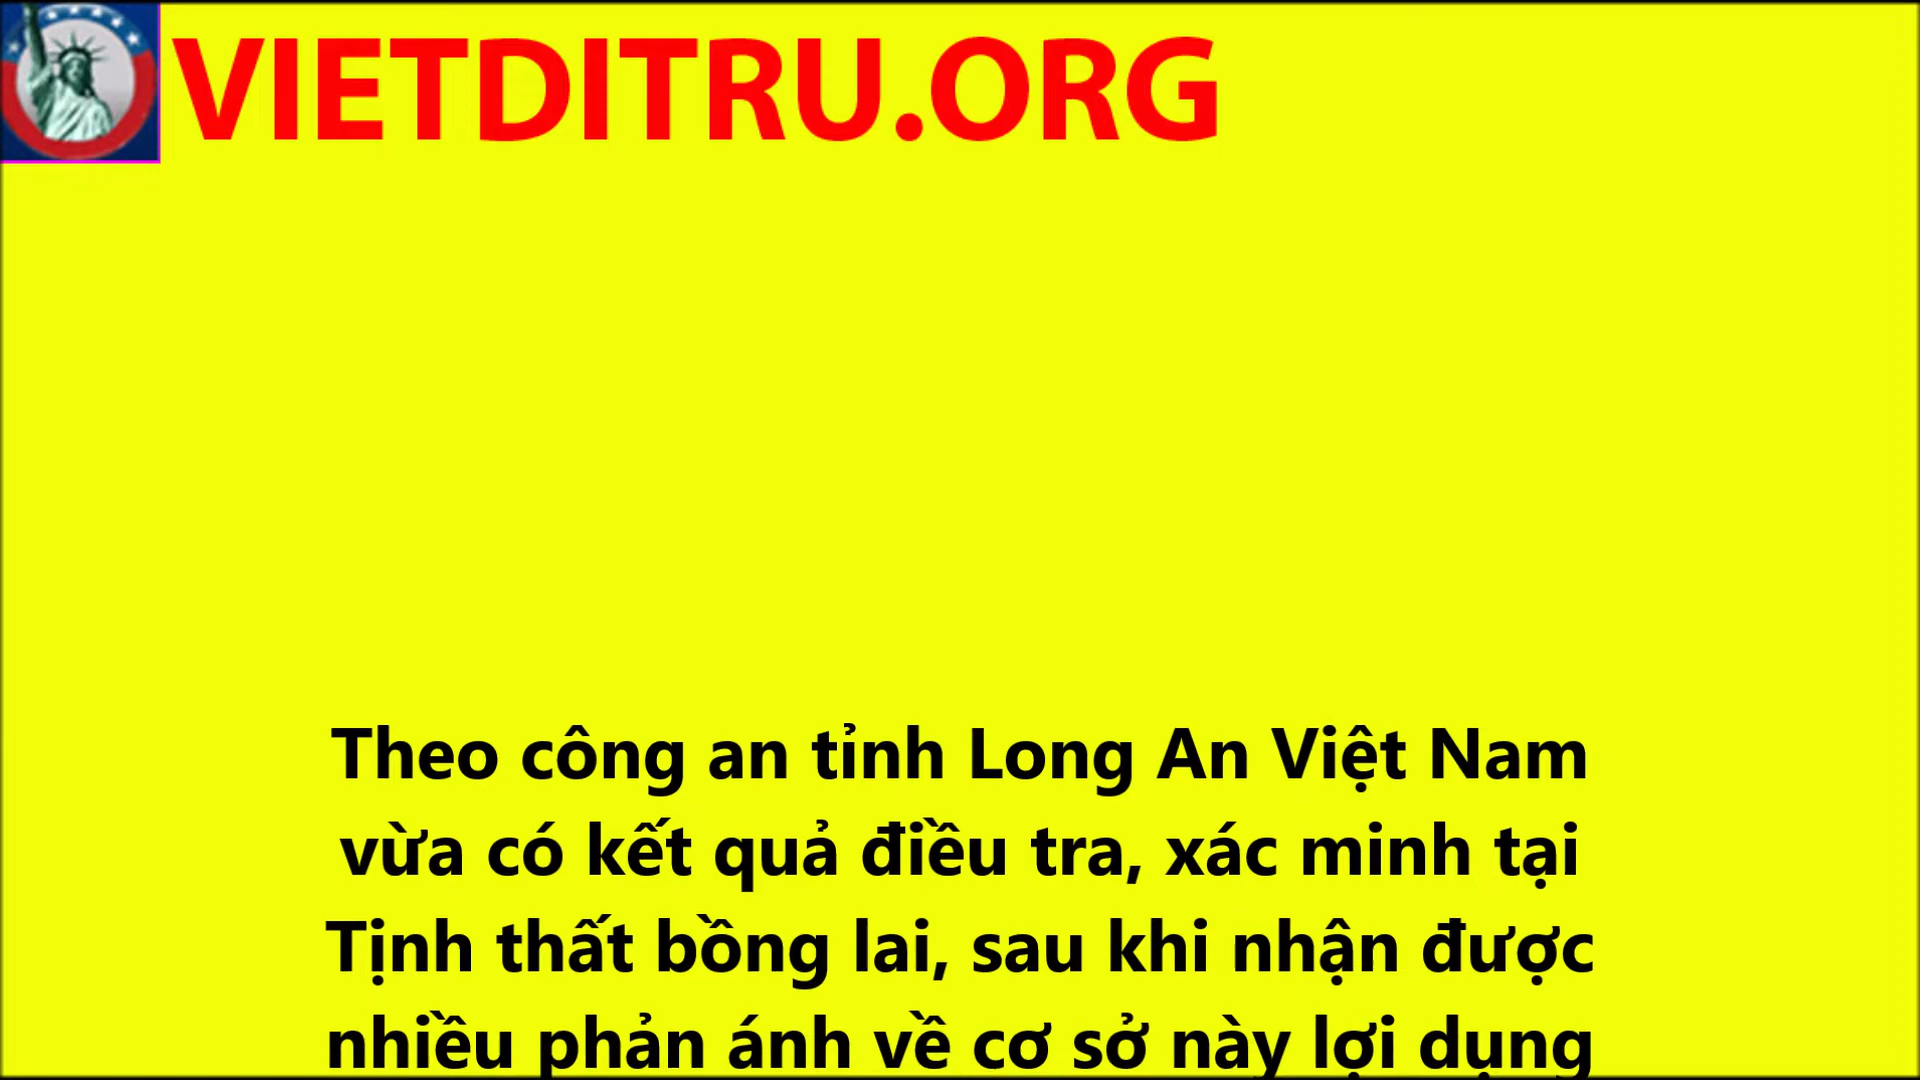 VIETDITRU.ORG
Theo công an tỉnh Long An Việt Nam
vừa có kết quả điều tra, xác minh tại
Tịnh thất bồng lai, sau khi nhận được
nhiều phản ánh về cơ sở này lợi dụng